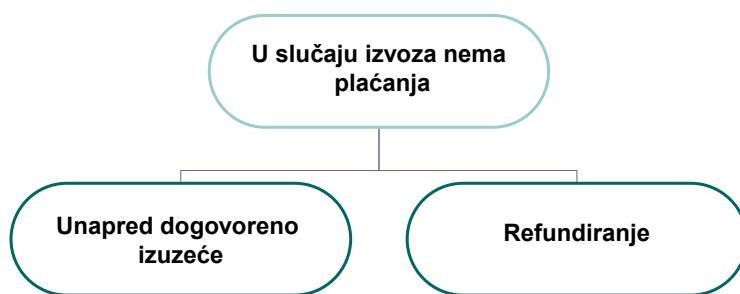 U slučaju izvoza nema
plaćanja
Unapred dogovoreno
izuzeće
Refundiranje